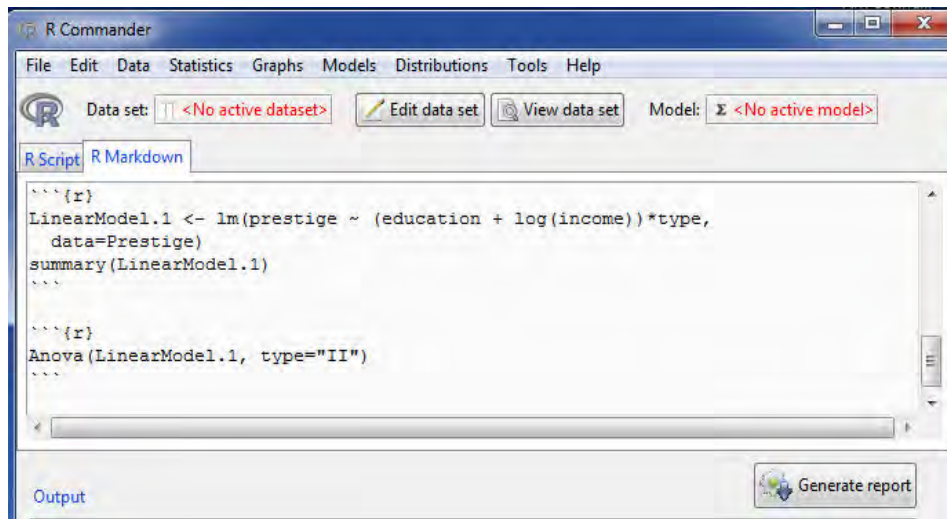 R Commander
File Edit Data Statistics Graphs Models Distributions Tools Help
Data set: <No active dataset> Edit data set View data set Model: Σ <No active model>
R Script R Markdown
```{r}
LinearModel.1 <- lm(prestige ~ (education + log(income))*type,
  data=Prestige)
summary(LinearModel.1)
```
```{r}
Anova(LinearModel.1, type="II")
```
Generate report
Output